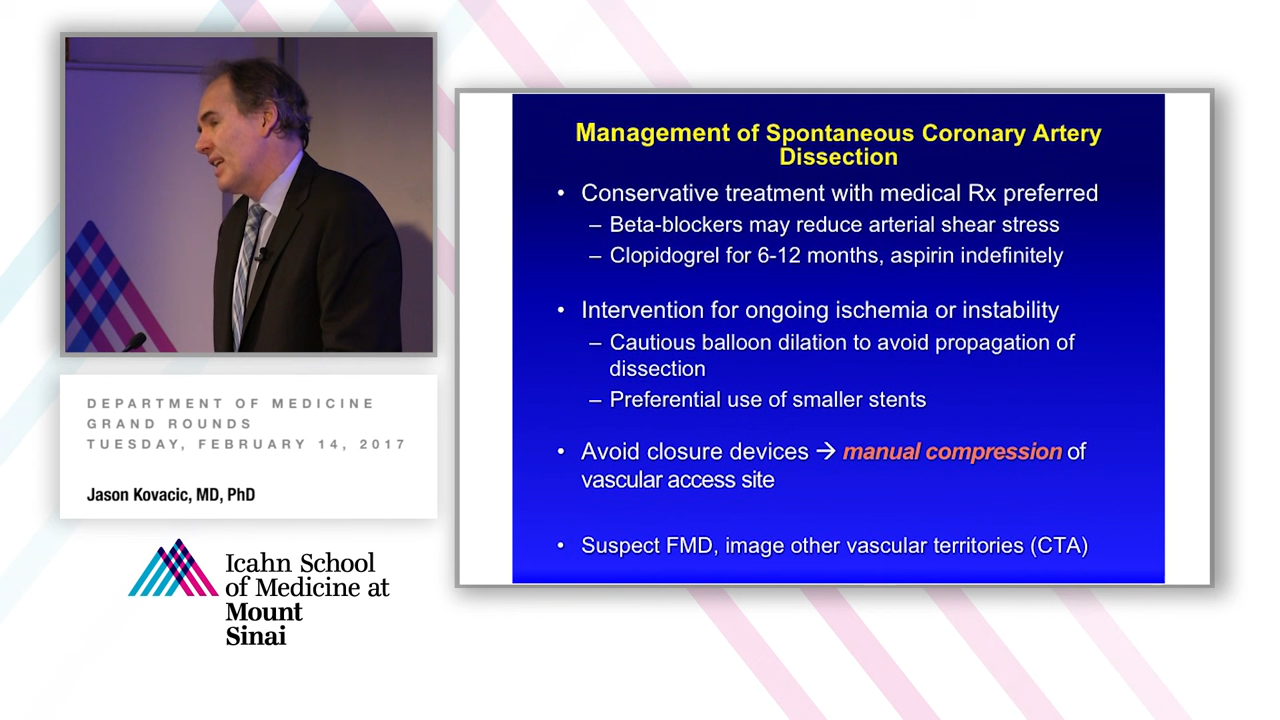 Management of Spontaneous Coronary Artery
Dissection
• Conservative treatment with medical Rx preferred
– Beta-blockers may reduce arterial shear stress
– Clopidogrel for 6-12 months, aspirin indefinitely
• Intervention for ongoing ischemia or instability
– Cautious balloon dilation to avoid propagation of
dissection
– Preferential use of smaller stents
• Avoid closure devices → manual compression of
vascular access site
• Suspect FMD, image other vascular territories (CTA)
DEPARTMENT OF MEDICINE
GRAND ROUNDS
TUESDAY, FEBRUARY 14, 2017
Jason Kovacic, MD, PhD
Icahn School
of Medicine at
Mount
Sinai